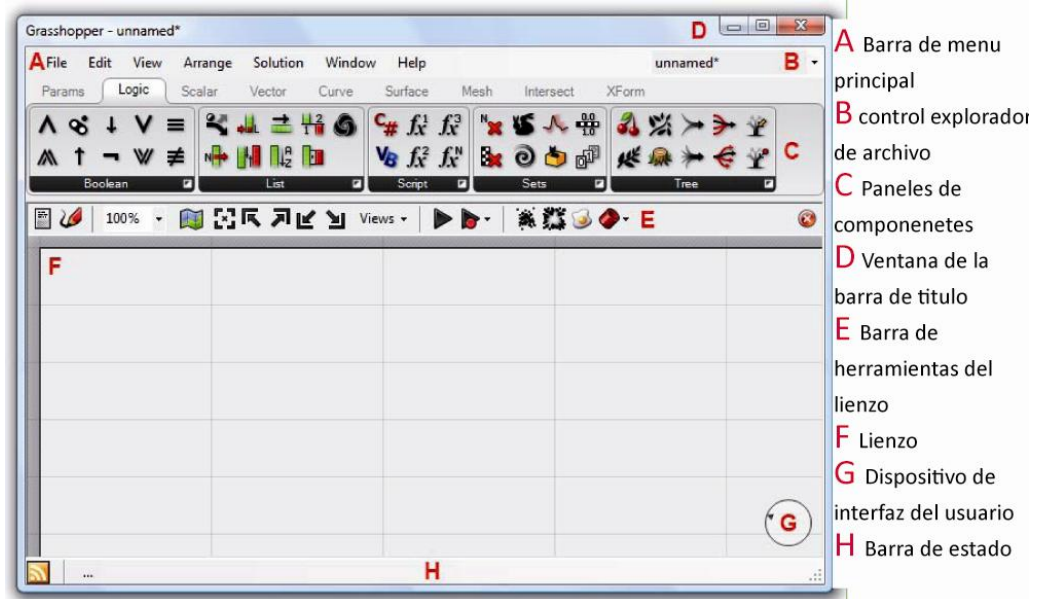 Grasshopper - unnamed*
D
A File Edit View Arrange Solution Window Help unnamed* B
Params Logic Scalar Vector Curve Surface Mesh Intersect XForm
C
Boolean List Script Sets Tree
100% Views E
F
G
... H
A Barra de menu
principal
B control explorador
de archivo
C Paneles de
componenetes
D Ventana de la
barra de titulo
E Barra de
herramientas del
lienzo
F Lienzo
G Dispositivo de
interfaz del usuario
H Barra de estado